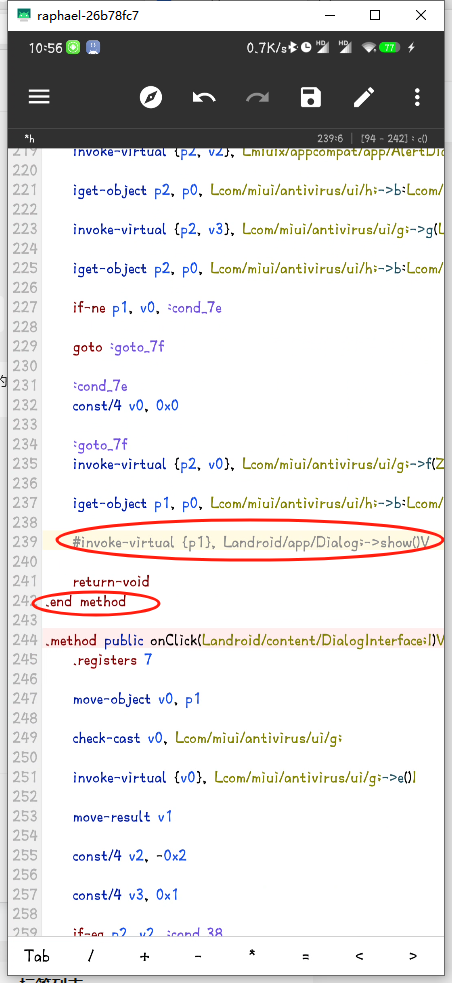 raphael-26b78fc7
10:56
0.7K/s
HD
HD
77
*h
239:6 | [94 - 242] : c()
219 invoke-virtual {p2, v2}, Lmiuix/appcompat/app/AlertDia
220
221 iget-object p2, p0, Lcom/miui/antivirus/ui/h;->b:Lcom/
222
223 invoke-virtual {p2, v3}, Lcom/miui/antivirus/ui/g;->g(L
224
225 iget-object p2, p0, Lcom/miui/antivirus/ui/h;->b:Lcom/
226
227 if-ne p1, v0, :cond_7e
228
229 goto :goto_7f
230
231 :cond_7e
232 const/4 v0, 0x0
233
234 :goto_7f
235 invoke-virtual {p2, v0}, Lcom/miui/antivirus/ui/g;->f(Z
236
237 iget-object p1, p0, Lcom/miui/antivirus/ui/h;->b:Lcom/
238
239 #invoke-virtual {p1}, Landroid/app/Dialog;->show()V
240
241 return-void
242 .end method
243
244 .method public onClick(Landroid/content/DialogInterface;I)V
245 .registers 7
246
247 move-object v0, p1
248
249 check-cast v0, Lcom/miui/antivirus/ui/g;
250
251 invoke-virtual {v0}, Lcom/miui/antivirus/ui/g;->e()I
252
253 move-result v1
254
255 const/4 v2, -0x2
256
257 const/4 v3, 0x1
258
259 if-eq p2, v2, :cond_38
Tab / + - * = < >